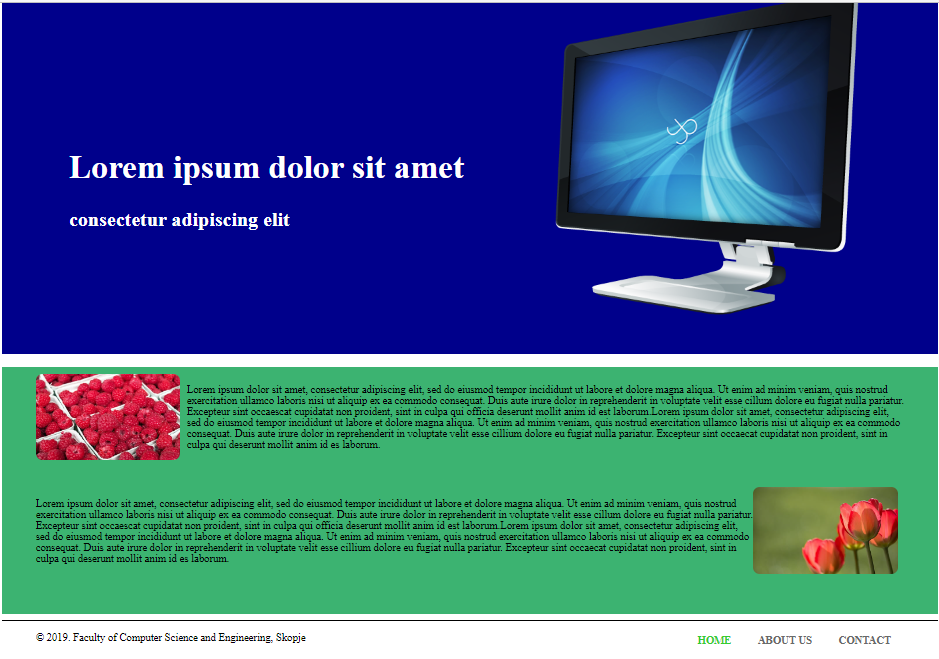 Lorem ipsum dolor sit amet
consectetur adipiscing elit
Lorem ipsum dolor sit amet, consectetur adipiscing elit, sed do eiusmod tempor incididunt ut labore et dolore magna aliqua. Ut enim ad minim veniam, quis nostrud
exercitation ullamco laboris nisi ut aliquip ex ea commodo consequat. Duis aute irure dolor in reprehenderit in voluptate velit esse cillum dolore eu fugiat nulla pariatur.
Excepteur sint occaescat cupidatat non proident, sint in culpa qui officia deserunt mollit anim id est laborum.Lorem ipsum dolor sit amet, consectetur adipiscing elit,
sed do eiusmod tempor incididunt ut labore et dolore magna aliqua. Ut enim ad minim veniam, quis nostrud exercitation ullamco laboris nisi ut aliquip ex ea commodo
consequat. Duis aute irure dolor in reprehenderit in voluptate velit esse cillium dolore eu fugiat nulla pariatur. Excepteur sint occaecat cupidatat non proident, sint in
culpa qui deserunt mollit anim id es laborum.
Lorem ipsum dolor sit amet, consectetur adipiscing elit, sed do eiusmod tempor incididunt ut labore et dolore magna aliqua. Ut enim ad minim veniam, quis nostrud
exercitation ullamco laboris nisi ut aliquip ex ea commodo consequat. Duis aute irure dolor in reprehenderit in voluptate velit esse cillum dolore eu fugiat nulla pariatur.
Excepteur sint occaescat cupidatat non proident, sint in culpa qui officia deserunt mollit anim id est laborum.Lorem ipsum dolor sit amet, consectetur adipiscing elit,
sed do eiusmod tempor incididunt ut labore et dolore magna aliqua. Ut enim ad minim veniam, quis nostrud exercitation ullamco laboris nisi ut aliquip ex ea commodo
consequat. Duis aute irure dolor in reprehenderit in voluptate velit esse cillium dolore eu fugiat nulla pariatur. Excepteur sint occaecat cupidatat non proident, sint in
culpa qui deserunt mollit anim id es laborum.
© 2019. Faculty of Computer Science and Engineering, Skopje
HOME ABOUT US CONTACT